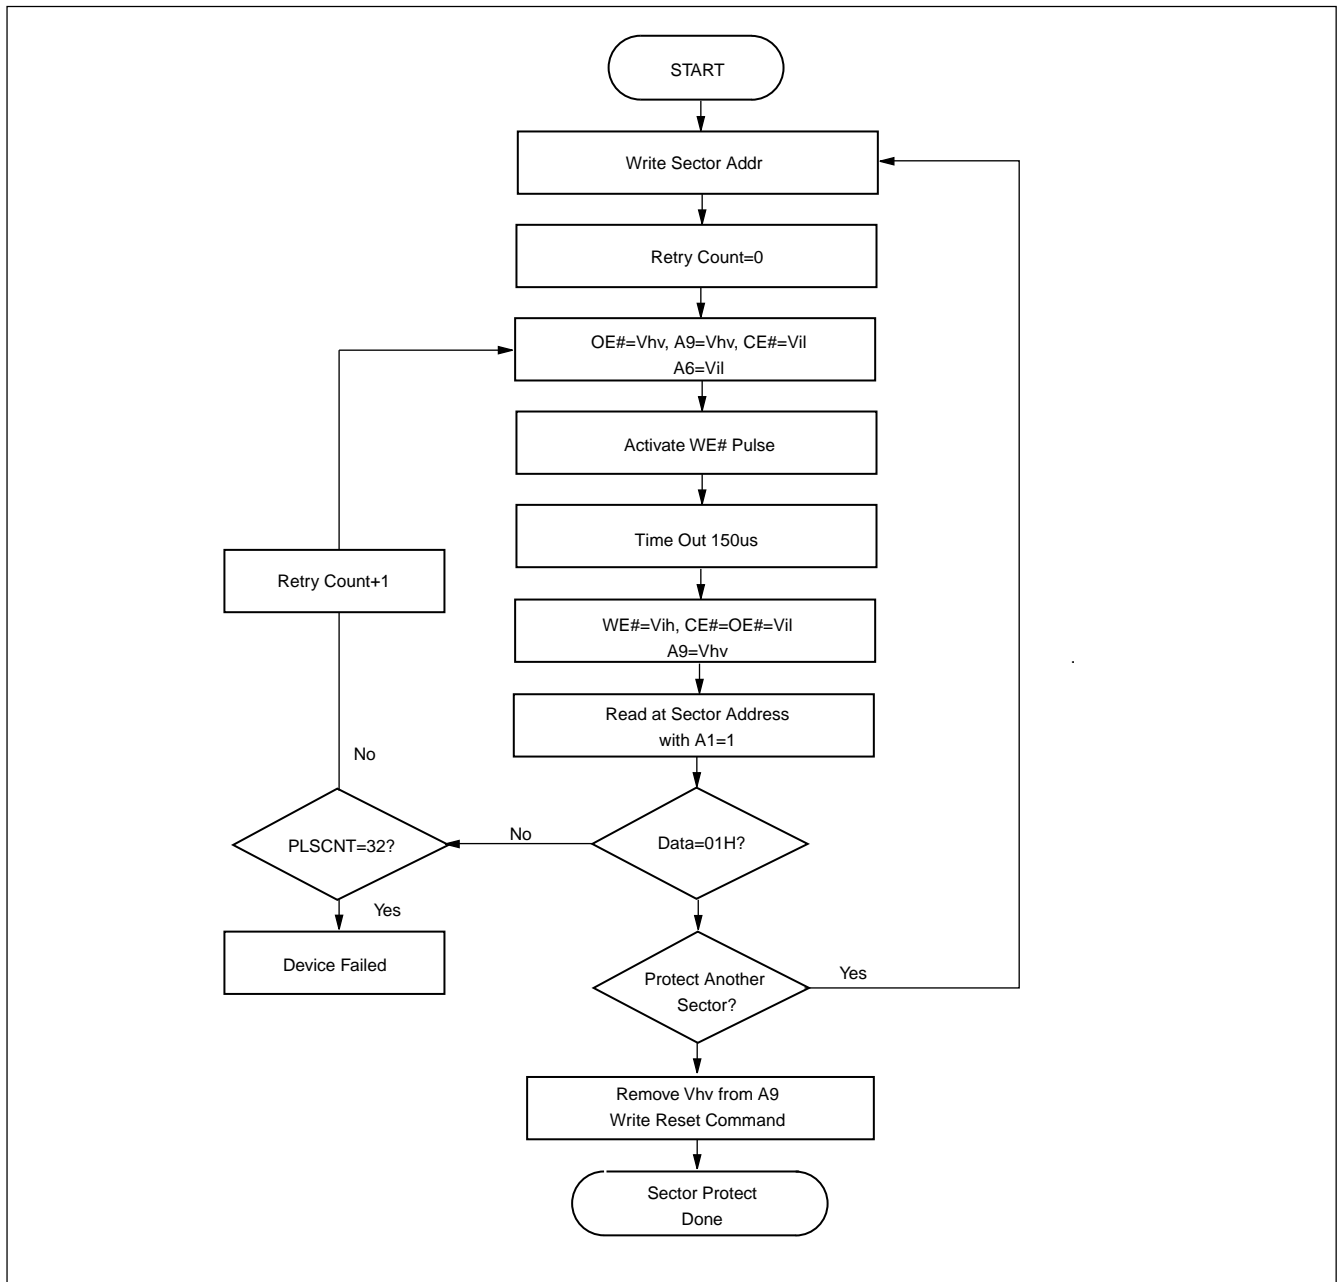 START
Write Sector Addr
Retry Count=0
OE#=Vhv, A9=Vhv, CE#=Vil
A6=Vil
Activate WE# Pulse
Time Out 150us
Retry Count+1
WE#=Vih, CE#=OE#=Vil
A9=Vhv
Read at Sector Address
with A1=1
No
PLSCNT=32?
No
Data=01H?
Yes
Device Failed
Protect Another
Sector?
Yes
Remove Vhv from A9
Write Reset Command
Sector Protect
Done